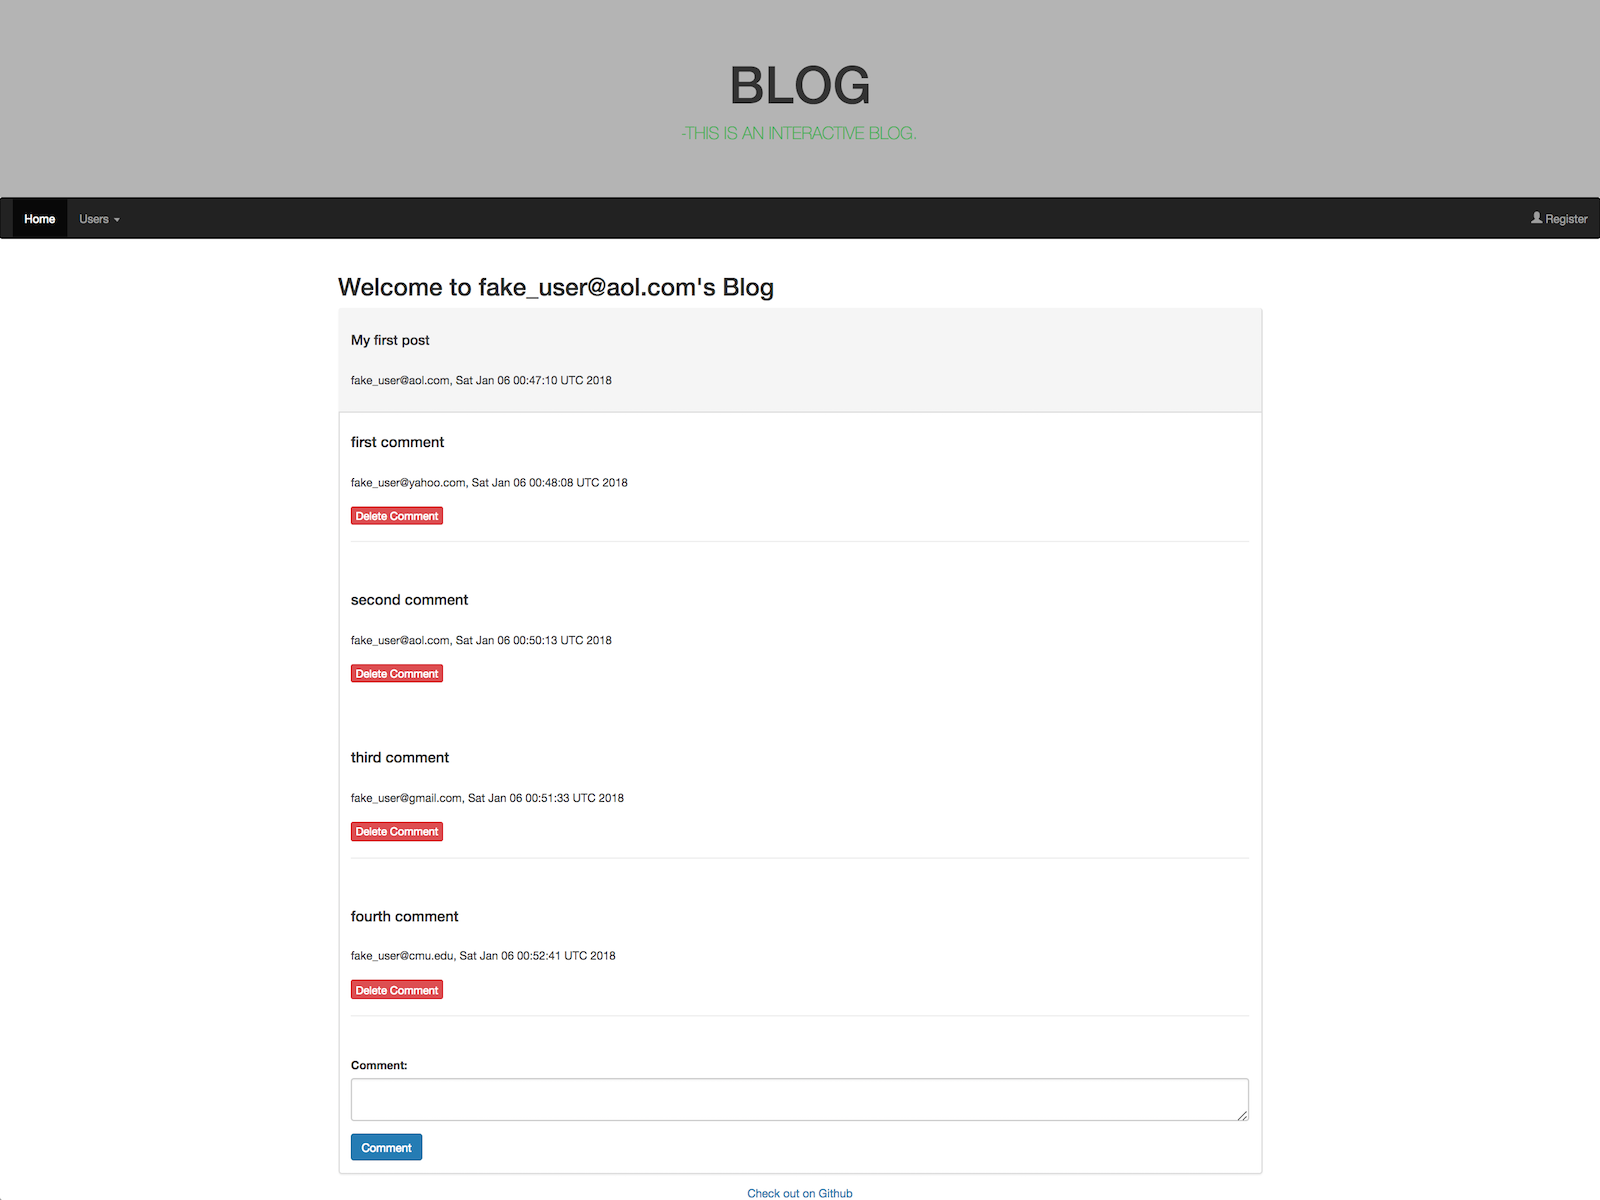 BLOG
-THIS IS AN INTERACTIVE BLOG.
Home Users Register
Welcome to fake_user@aol.com's Blog
My first post
fake_user@aol.com, Sat Jan 06 00:47:10 UTC 2018
first comment
fake_user@yahoo.com, Sat Jan 06 00:48:08 UTC 2018
Delete Comment
second comment
fake_user@aol.com, Sat Jan 06 00:50:13 UTC 2018
Delete Comment
third comment
fake_user@gmail.com, Sat Jan 06 00:51:33 UTC 2018
Delete Comment
fourth comment
fake_user@cmu.edu, Sat Jan 06 00:52:41 UTC 2018
Delete Comment
Comment:
Comment
Check out on Github